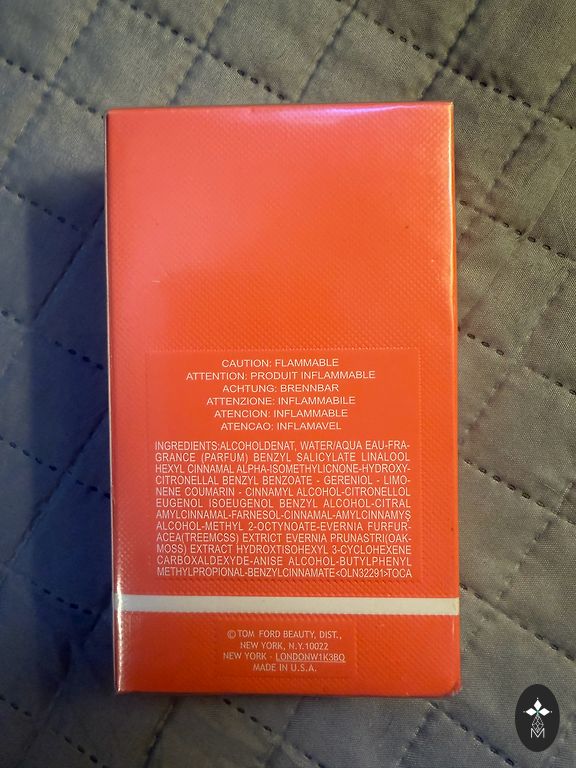 CAUTION: FLAMMABLE
ATTENTION: PRODUIT INFLAMMABLE
ACHTUNG: BRENNBAR
ATTENZIONE: INFLAMMABILE
ATENCION: INFLAMMABLE
ATENCAO: INFLAMAVEL
INGREDIENTS:ALCOHOLDENAT, WATER/AQUA EAU-FRA-
GRANCE (PARFUM) BENZYL SALICYLATE LINALOOL
HEXYL CINNAMAL ALPHA-ISOMETHYLICNONE-HYDROXY-
CITRONELLAL BENZYL BENZOATE - GERENIOL - LIMO-
NENE COUMARIN - CINNAMYL ALCOHOL-CITRONELLOL
EUGENOL ISOEUGENOL BENZYL ALCOHOL-CITRAL
AMYLCINNAMAL-FARNESOL-CINNAMAL-AMYLCINNAMYS
ALCOHOL-METHYL 2-OCTYNOATE-EVERNIA FURFUR-
ACEA(TREEMCSS) EXTRICT EVERNIA PRUNASTRI(OAK-
MOSS) EXTRACT HYDROXTISOHEXYL 3-CYCLOHEXENE
CARBOXALDEXYDE-ANISE ALCOHOL-BUTYLPHENYL
METHYLPROPIONAL-BENZYLCINNAMATE<OLN32291>TOCA
© TOM FORD BEAUTY, DIST.,
NEW YORK, N.Y.10022
NEW YORK - LONDONW1K3BQ
MADE IN U.S.A.
M